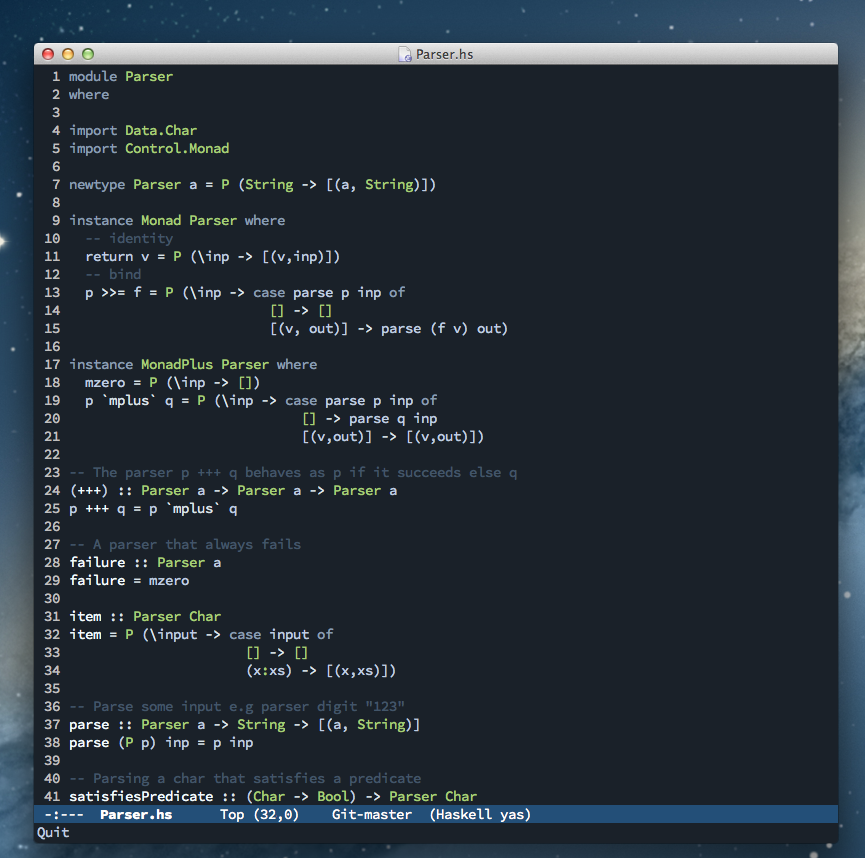 Parser.hs
1 module Parser
2 where
3
4 import Data.Char
5 import Control.Monad
6
7 newtype Parser a = P (String -> [(a, String)])
8
9 instance Monad Parser where
10   -- identity
11   return v = P (\inp -> [(v,inp)])
12   -- bind
13   p >>= f = P (\inp -> case parse p inp of
14                          [] -> []
15                          [(v, out)] -> parse (f v) out)
16
17 instance MonadPlus Parser where
18   mzero = P (\inp -> [])
19   p `mplus` q = P (\inp -> case parse p inp of
20                              [] -> parse q inp
21                              [(v,out)] -> [(v,out)])
22
23 -- The parser p +++ q behaves as p if it succeeds else q
24 (+++) :: Parser a -> Parser a -> Parser a
25 p +++ q = p `mplus` q
26
27 -- A parser that always fails
28 failure :: Parser a
29 failure = mzero
30
31 item :: Parser Char
32 item = P (\input -> case input of
33                       [] -> []
34                       (x:xs) -> [(x,xs)])
35
36 -- Parse some input e.g parser digit "123"
37 parse :: Parser a -> String -> [(a, String)]
38 parse (P p) inp = p inp
39
40 -- Parsing a char that satisfies a predicate
41 satisfiesPredicate :: (Char -> Bool) -> Parser Char
-:---  Parser.hs      Top (32,0)    Git-master  (Haskell yas)
Quit